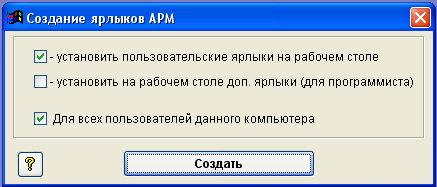 Создание ярлыков АРМ
- установить пользовательские ярлыки на рабочем столе
- установить на рабочем столе доп. ярлыки (для программиста)
Для всех пользователей данного компьютера
?
Создать